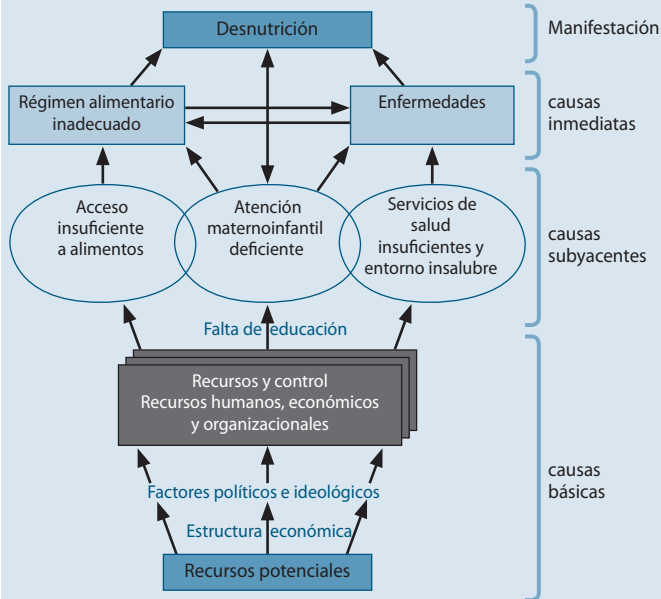 Desnutrición
Manifestación
Régimen alimentario
inadecuado
Enfermedades
causas
inmediatas
Acceso
insuficiente
a alimentos
Atención
maternoinfantil
deficiente
Servicios de
salud
insuficientes y
entorno insalubre
causas
subyacentes
Falta de educación
Recursos y control
Recursos humanos, económicos
y organizacionales
Factores políticos e ideológicos
Estructura económica
Recursos potenciales
causas
básicas